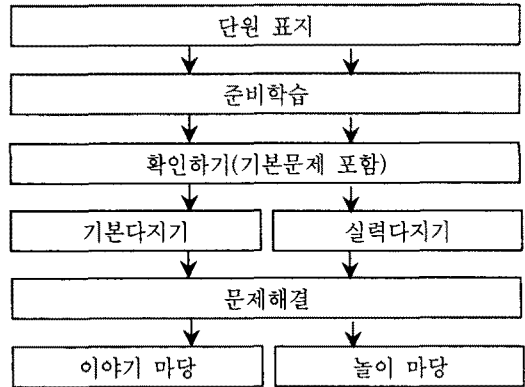 단원 표지
준비학습
확인하기(기본문제 포함)
기본다지기 실력다지기
문제해결
이야기 마당 놀이 마당